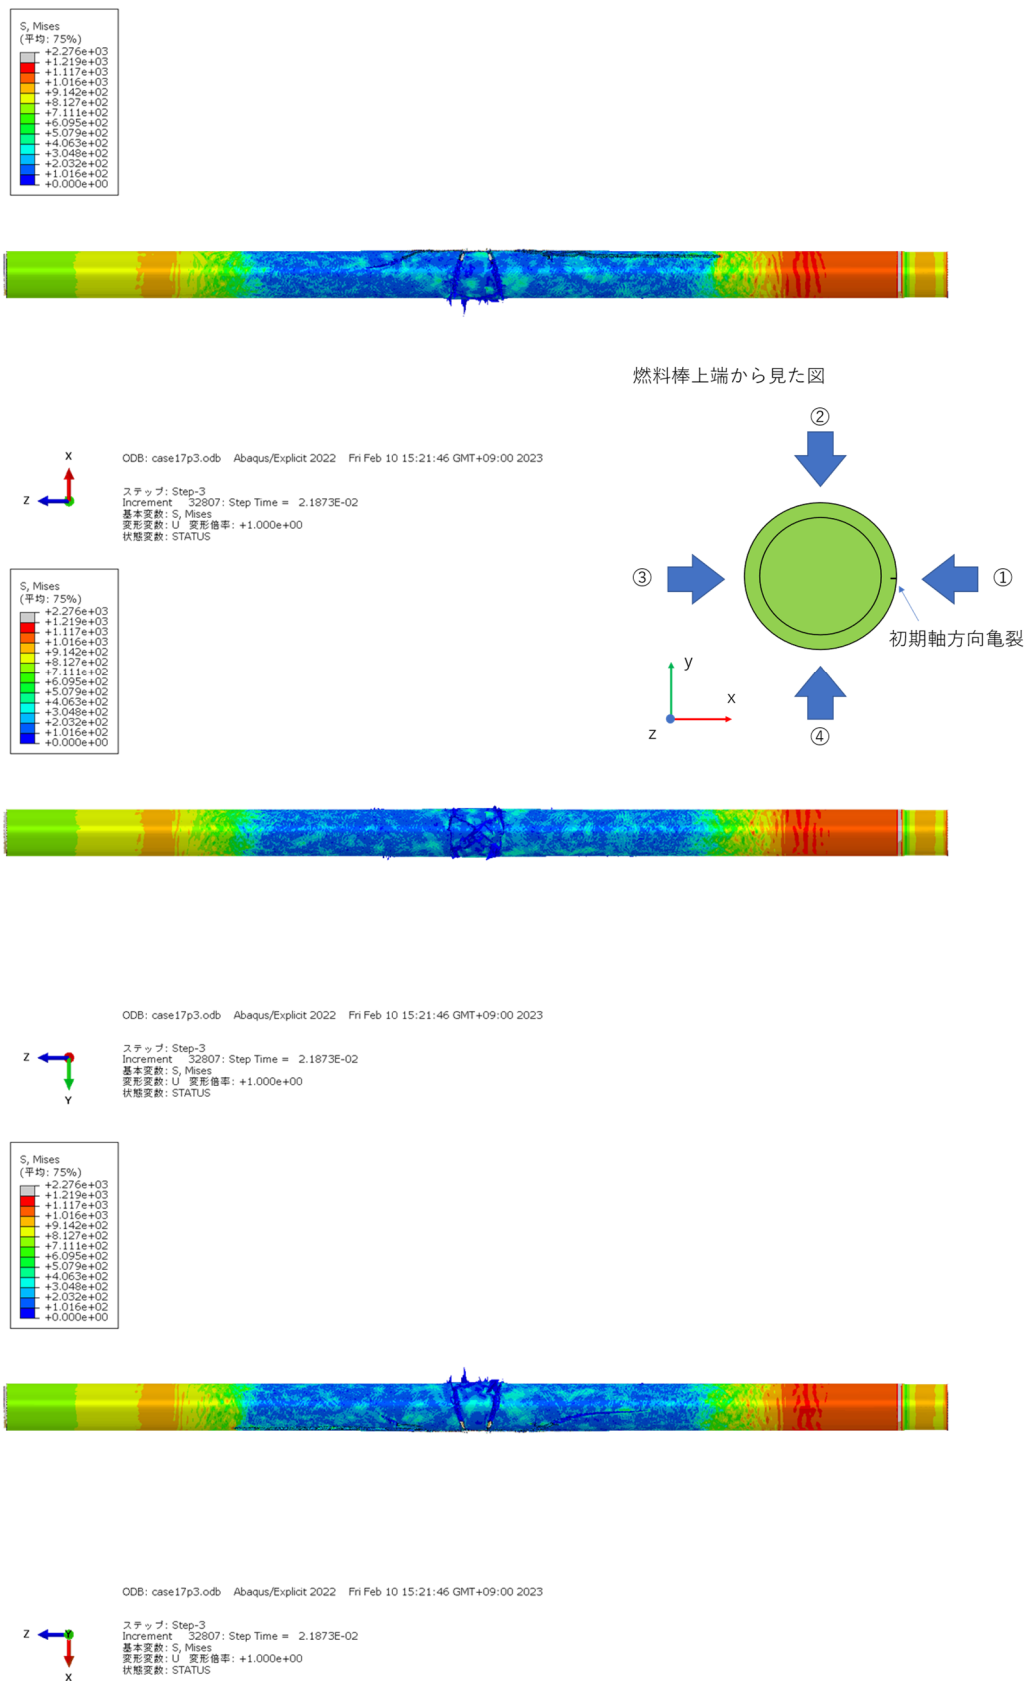 S, Mises
(平均: 75%)
+2.276e+03
+1.219e+03
+1.117e+03
+1.016e+03
+9.142e+02
+8.127e+02
+7.111e+02
+6.095e+02
+5.079e+02
+4.063e+02
+3.048e+02
+2.032e+02
+1.016e+02
+0.000e+00
燃料棒上端から見た図
②
③
①
初期軸方向亀裂
y
x
z
④
X
Z
ODB: case17p3.odb Abaqus/Explicit 2022 Fri Feb 10 15:21:46 GMT+09:00 2023
ステップ: Step-3
Increment 32807: Step Time = 2.1873E-02
基本変数: S, Mises
変形変数: U 変形倍率: +1.000e+00
状態変数: STATUS
S, Mises
(平均: 75%)
+2.276e+03
+1.219e+03
+1.117e+03
+1.016e+03
+9.142e+02
+8.127e+02
+7.111e+02
+6.095e+02
+5.079e+02
+4.063e+02
+3.048e+02
+2.032e+02
+1.016e+02
+0.000e+00
Z
Y
ODB: case17p3.odb Abaqus/Explicit 2022 Fri Feb 10 15:21:46 GMT+09:00 2023
ステップ: Step-3
Increment 32807: Step Time = 2.1873E-02
基本変数: S, Mises
変形変数: U 変形倍率: +1.000e+00
状態変数: STATUS
S, Mises
(平均: 75%)
+2.276e+03
+1.219e+03
+1.117e+03
+1.016e+03
+9.142e+02
+8.127e+02
+7.111e+02
+6.095e+02
+5.079e+02
+4.063e+02
+3.048e+02
+2.032e+02
+1.016e+02
+0.000e+00
Z
Y
X
ODB: case17p3.odb Abaqus/Explicit 2022 Fri Feb 10 15:21:46 GMT+09:00 2023
ステップ: Step-3
Increment 32807: Step Time = 2.1873E-02
基本変数: S, Mises
変形変数: U 変形倍率: +1.000e+00
状態変数: STATUS